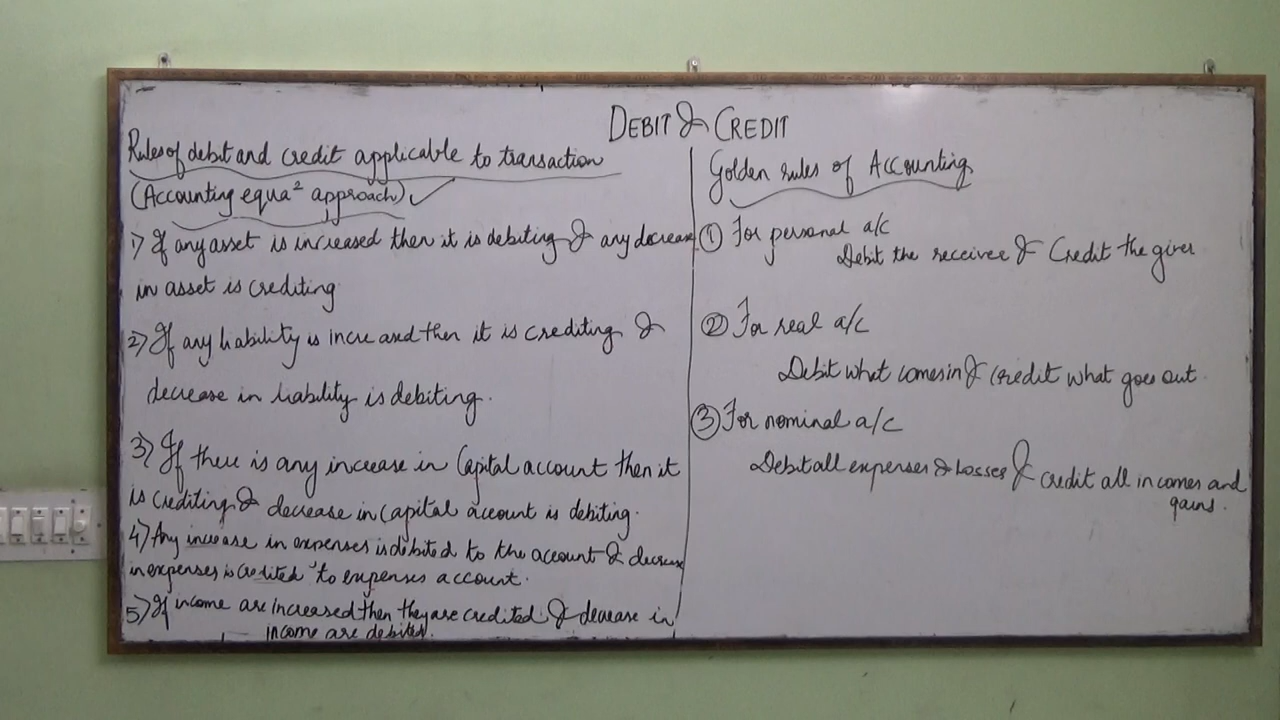 DEBIT & CREDIT
Rules of debit and credit applicable to transaction
(Accounting equaⁿ approach) ✓
1) If any asset is increased then it is debiting & any decrease
in asset is crediting
2) If any liability is increased then it is crediting &
decrease in liability is debiting.
3) If there is any increase in Capital account then it
is crediting & decrease in capital account is debiting.
4) Any increase in expenses is debited to the account & decrease
in expenses is credited to expenses account.
5) If income are increased then they are credited & decrease in
income are debited.
Golden rules of Accounting
① For personal a/c
Debit the receiver & Credit the giver
② For real a/c
Debit what comes in & credit what goes out
③ For nominal a/c
Debit all expenses & losses & credit all incomes and
gains.